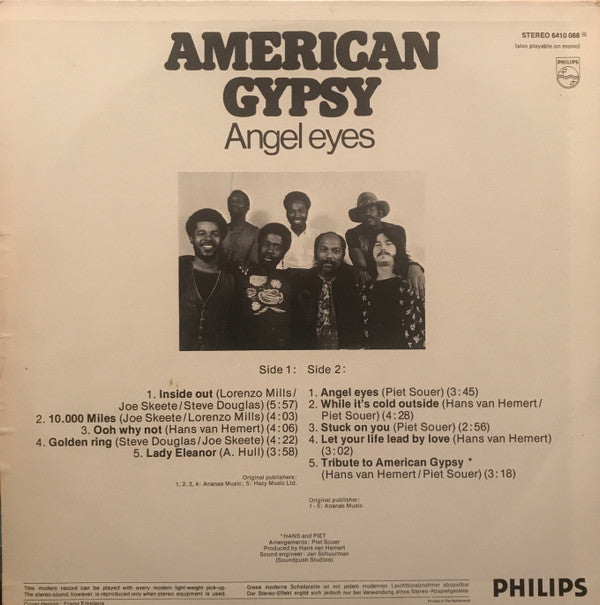 STEREO 6410 066
(also playable on mono)
PHILIPS
AMERICAN
GYPSY
Angel eyes
Side 1:
1. Inside out (Lorenzo Mills/
Joe Skeete/Steve Douglas) (5:57)
2. 10.000 Miles (Joe Skeete/Lorenzo Mills) (4:03)
3. Ooh why not (Hans van Hemert) (4:06)
4. Golden ring (Steve Douglas/Joe Skeete) (4:22)
5. Lady Eleanor (A. Hull) (3:58)
Original publishers:
1, 2, 3, 4: Ananas Music; 5: Hazy Music Ltd.
Side 2:
1. Angel eyes (Piet Souer) (3:45)
2. While it's cold outside (Hans van Hemert/
Piet Souer) (4:28)
3. Stuck on you (Piet Souer) (2:56)
4. Let your life lead by love (Hans van Hemert)
(3:02)
5. Tribute to American Gypsy *
(Hans van Hemert/Piet Souer) (3:18)
Original publisher:
1-5: Ananas Music
*HANS and PIET
Arrangements: Piet Souer
Produced by Hans van Hemert
Sound engineer: Jan Schuurman
(Soundpush Studios)
This modern record can be played with every modern light-weight pick-up.
The stereo sound, however, is reproduced only when stereo equipment is used.
Cover design: Frans
Diese moderne Schallplatte ist mit jedem modernen Leichttonabnehmer abspielbar.
Der Stereo-Effekt ergibt sich jedoch nur bei Verwendung eines Stereo-Abspielgerätes.
Printed in The Netherlands
PHILIPS